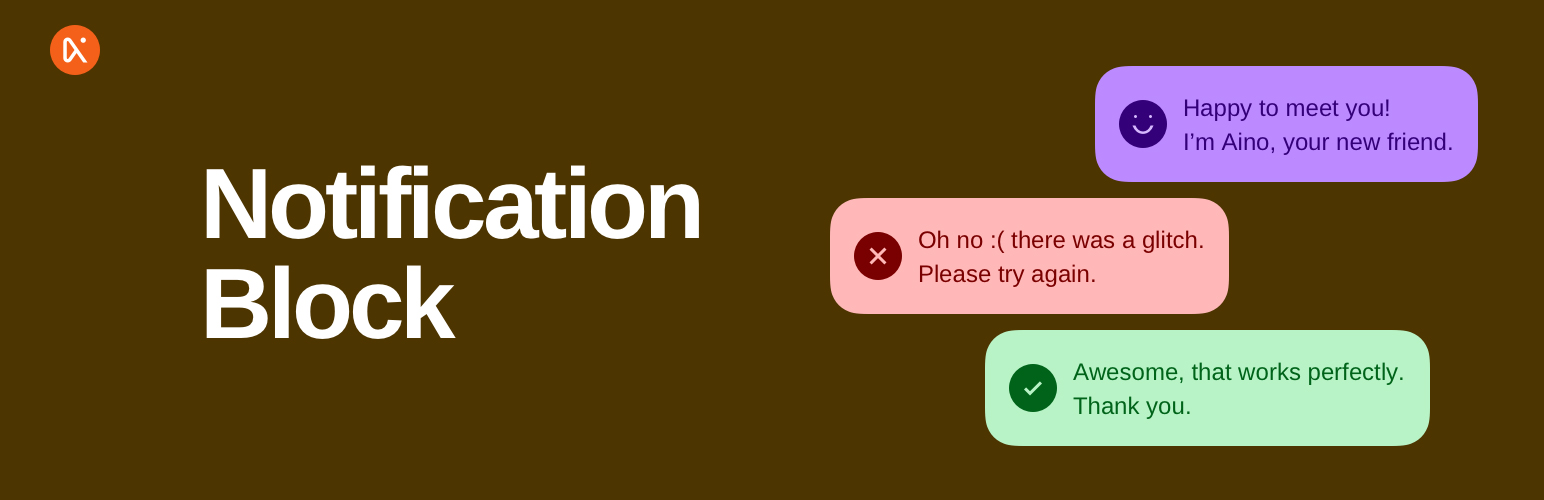 Notification
Block
Happy to meet you!
I’m Aino, your new friend.
Oh no :( there was a glitch.
Please try again.
Awesome, that works perfectly.
Thank you.